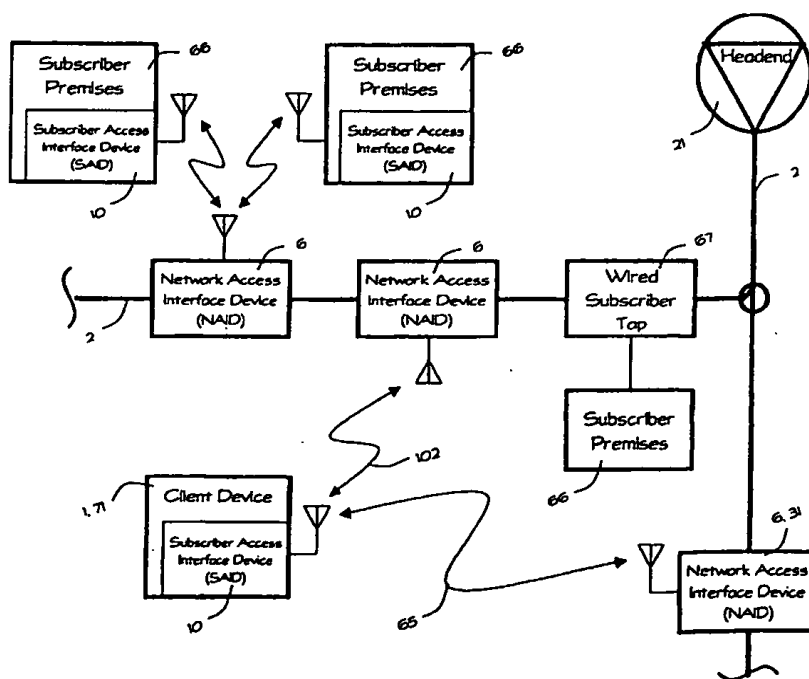 Subscriber
Premises
66
Subscriber Access
Interface Device
(SAID)
10
Subscriber
Premises
66
Subscriber Access
Interface Device
(SAID)
10
Headend
21
2
Network Access
Interface Device
(NAID)
6
2
Network Access
Interface Device
(NAID)
6
Wired
Subscriber
Tap
67
Subscriber
Premises
66
102
Client Device
1,71
Subscriber Access
Interface Device
(SAID)
10
65
6,31
Network Access
Interface Device
(NAID)